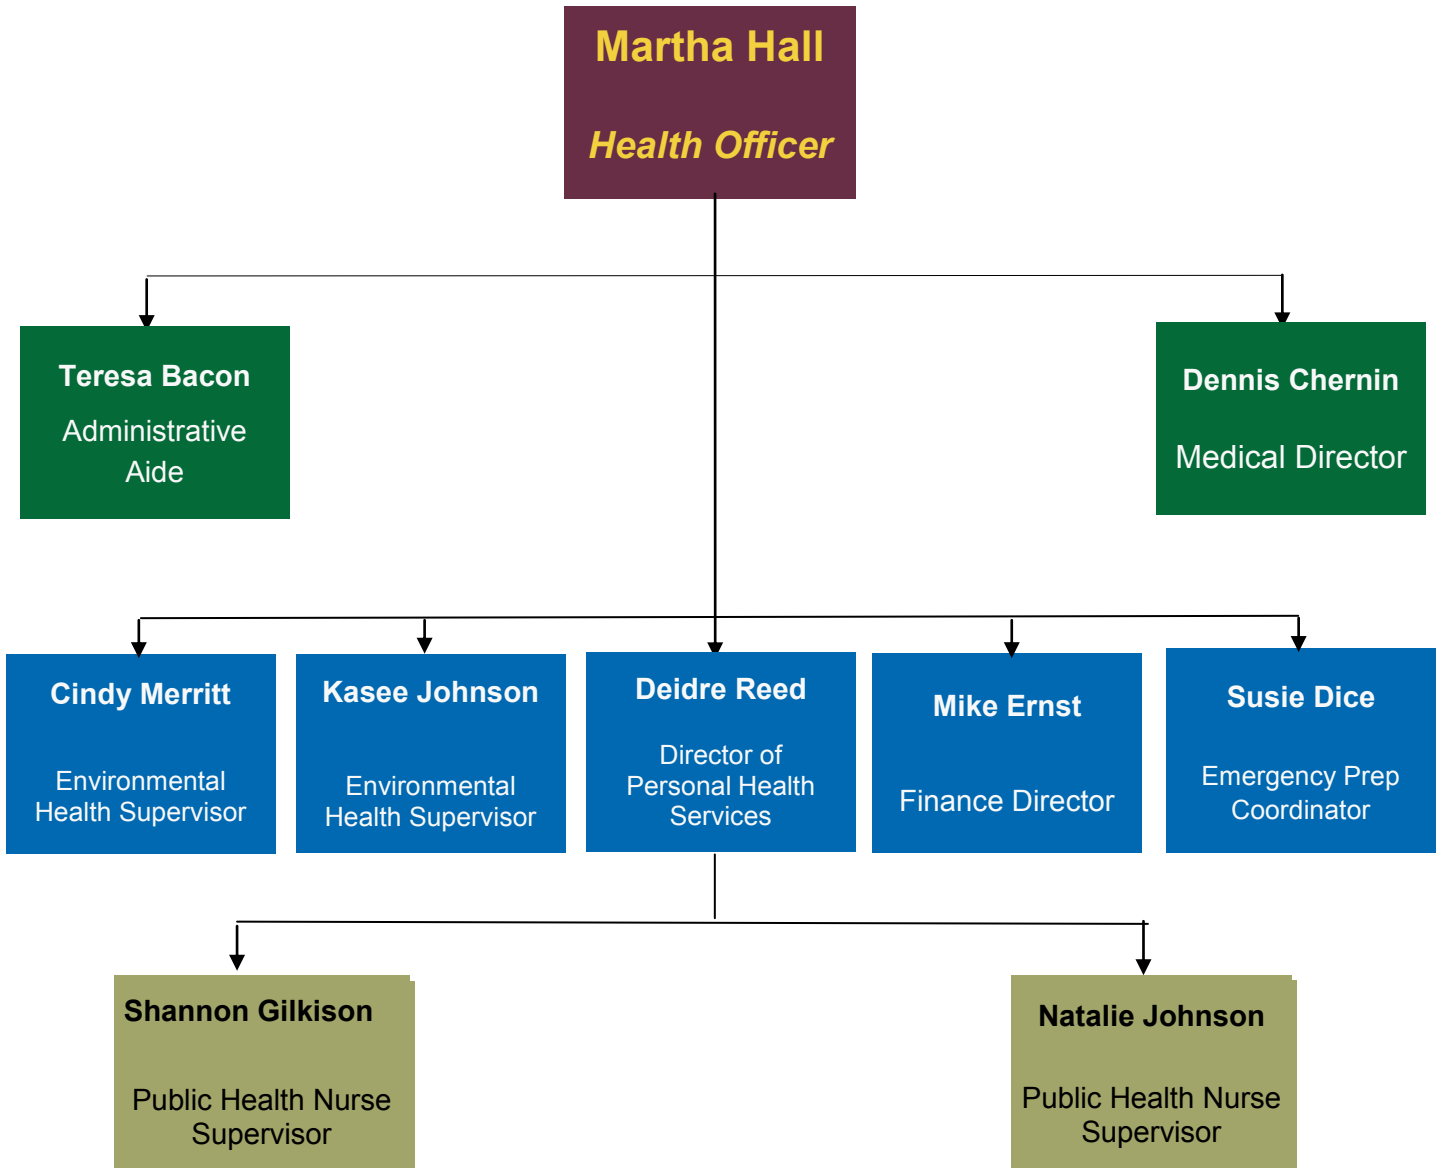 Martha Hall
Health Officer
Teresa Bacon
Administrative
Aide
Dennis Chernin
Medical Director
Cindy Merritt
Environmental
Health Supervisor
Kasee Johnson
Environmental
Health Supervisor
Deidre Reed
Director of
Personal Health
Services
Mike Ernst
Finance Director
Susie Dice
Emergency Prep
Coordinator
Shannon Gilkison
Public Health Nurse
Supervisor
Natalie Johnson
Public Health Nurse
Supervisor